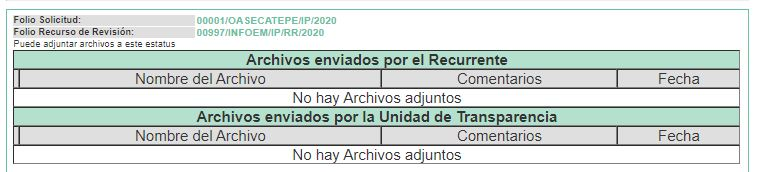 Folio Solicitud: 00001/OASECATEPE/IP/2020
Folio Recurso de Revisión: 00997/INFOEM/IP/RR/2020
Puede adjuntar archivos a este estatus
Archivos enviados por el Recurrente
Nombre del Archivo Comentarios Fecha
No hay Archivos adjuntos
Archivos enviados por la Unidad de Transparencia
Nombre del Archivo Comentarios Fecha
No hay Archivos adjuntos